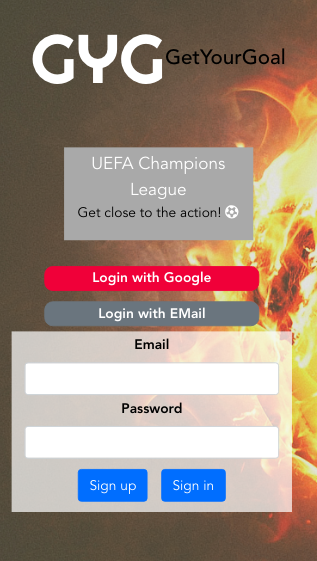 GYG GetYourGoal
UEFA Champions
League
Get close to the action! ⚽
Login with Google
Login with EMail
Email
Password
Sign up Sign in